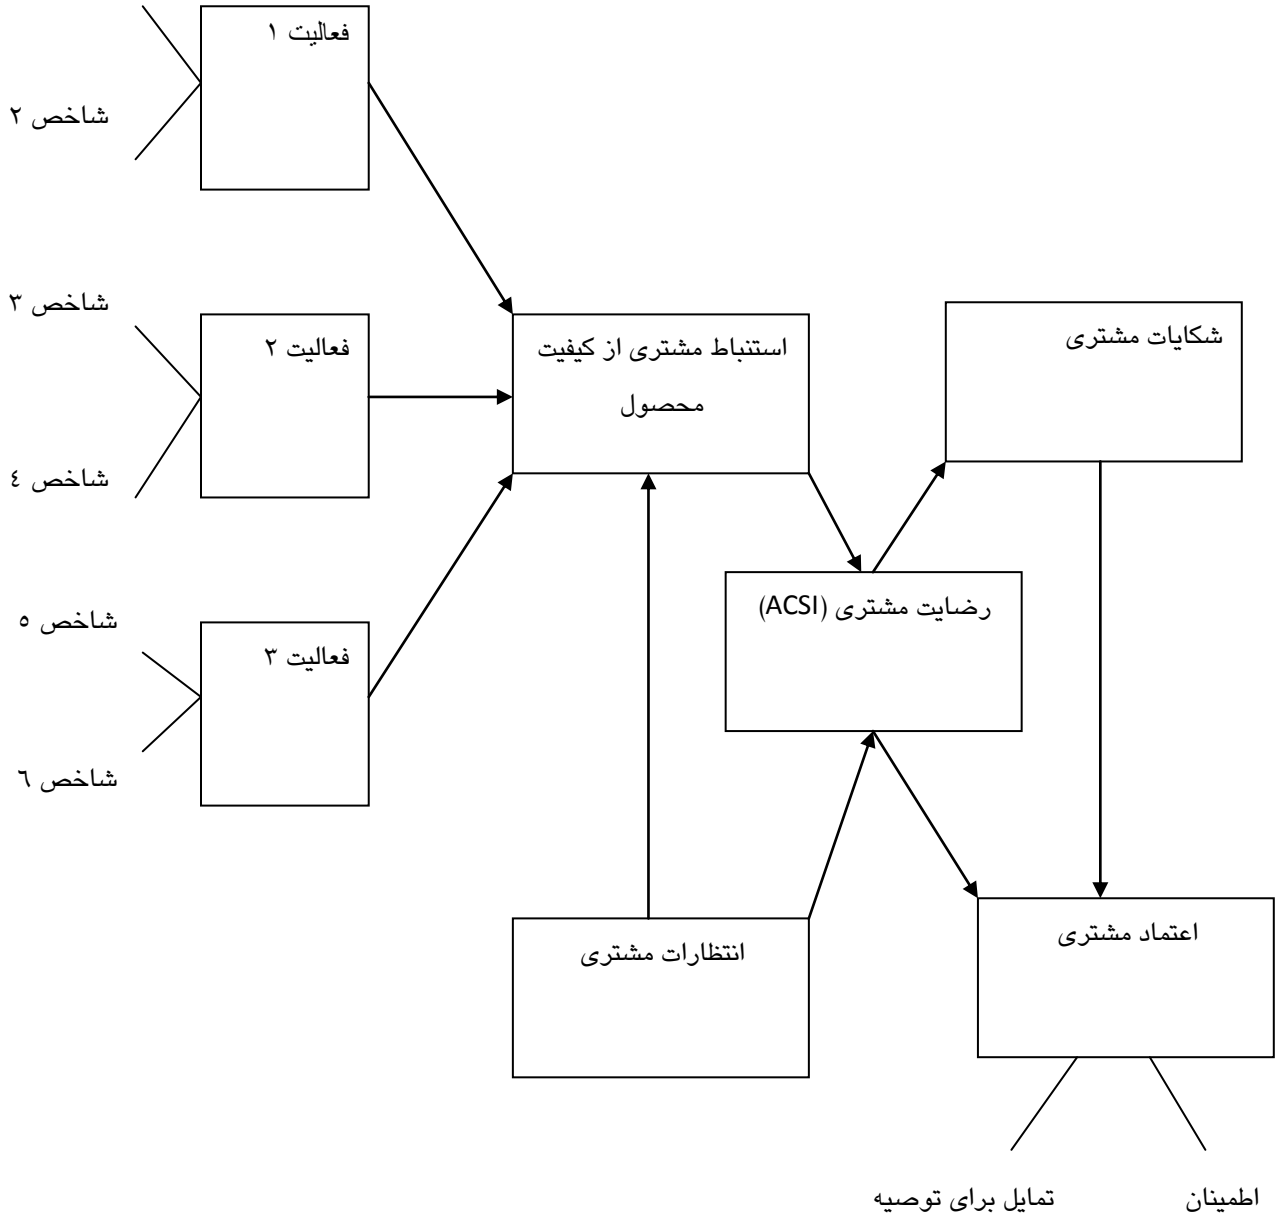 فعالیت ۱
شاخص ۲
شاخص ۳
فعالیت ۲
شاخص ٤
شاخص ٥
فعالیت ۳
شاخص ٦
استنباط مشتری از کیفیت
محصول
شکایات مشتری
رضایت مشتری (ACSI)
انتظارات مشتری
اعتماد مشتری
اطمینان
تمایل برای توصیه